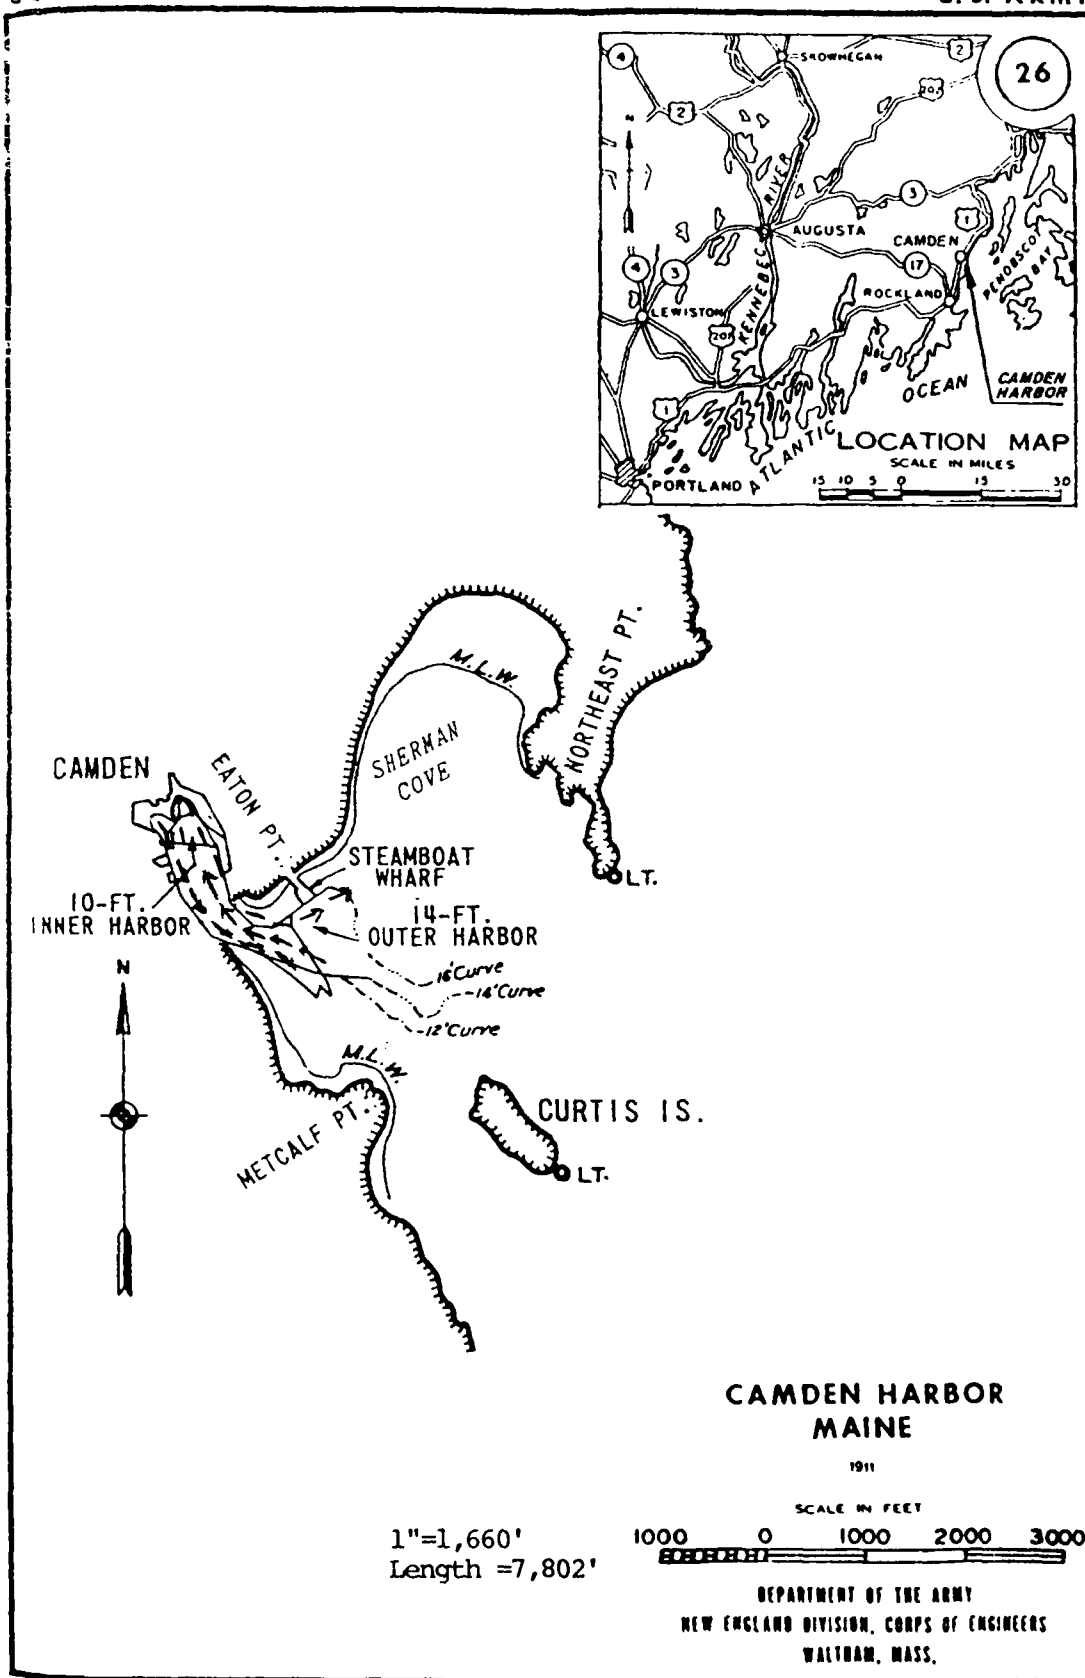 26
4
2
2
201
SKOWHEGAN
N
RIVER
3
1
AUGUSTA
CAMDEN
PENOBSCOT
BAY
4
3
17
ROCKLAND
KENNEBEC
LEWISTON
201
OCEAN
CAMDEN
HARBOR
1
ATLANTIC
LOCATION MAP
SCALE IN MILES
PORTLAND
15 10 5 0 15 30
NORTHEAST PT.
M.L.W.
SHERMAN
COVE
CAMDEN
EATON PT.
STEAMBOAT
WHARF
LT.
10-FT.
INNER HARBOR
14-FT.
OUTER HARBOR
N
16'Curve
14'Curve
12'Curve
M.L.W.
CURTIS IS.
METCALF PT.
LT.
CAMDEN HARBOR
MAINE
1911
SCALE IN FEET
1000 0 1000 2000 3000
1"=1,660'
Length =7,802'
DEPARTMENT OF THE ARMY
NEW ENGLAND DIVISION, CORPS OF ENGINEERS
WALTHAM, MASS.